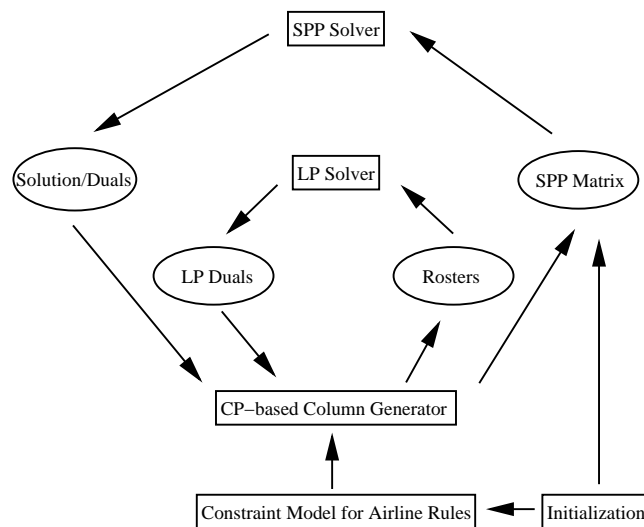 SPP Solver
Solution/Duals
LP Solver
SPP Matrix
LP Duals
Rosters
CP−based Column Generator
Constraint Model for Airline Rules
Initialization